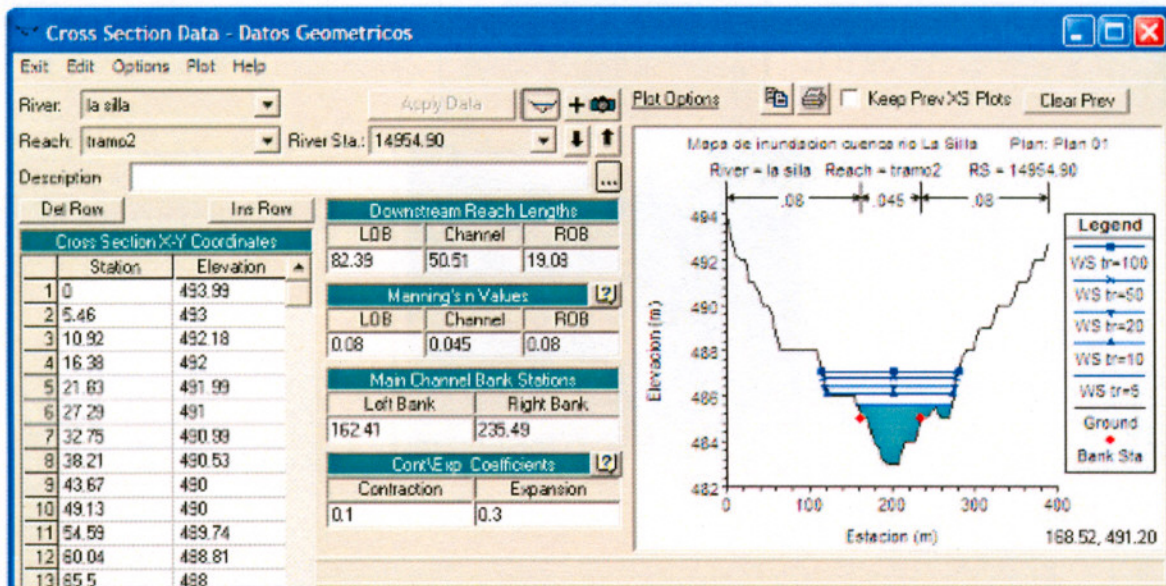 Cross Section Data - Datos Geometricos
Exit Edit Options Plot Help
River: la silla Apply Data
Reach: tramo2 River Sta.: 14954.90
Description ...
Del Row Ins Row
Cross Section X-Y Coordinates
Station Elevation
1 0 493.99
2 5.46 493
3 10.92 492.18
4 16.38 492
5 21.83 491.99
6 27.29 491
7 32.75 490.99
8 38.21 490.53
9 43.67 490
10 49.13 490
11 54.59 489.74
12 60.04 488.81
13 65.5 488
Downstream Reach Lengths
LOB Channel ROB
82.39 50.51 19.09
Manning's n Values ?
LOB Channel ROB
0.08 0.045 0.08
Main Channel Bank Stations
Left Bank Right Bank
162.41 235.49
Cont\Exp Coefficients ?
Contraction Expansion
0.1 0.3
Plot Options Keep Prev XS Plots Clear Prev
Mapa de inundacion cuenca rio La Silla Plan: Plan 01
River = la silla Reach = tramo2 RS = 14954.90
.08 .045 .08
494
492
490
488
486
484
482
Elevacion (m)
0 100 200 300 400
Estacion (m)
Legend
WS tr=100
WS tr=50
WS tr=20
WS tr=10
WS tr=5
Ground
Bank Sta
168.52, 491.20